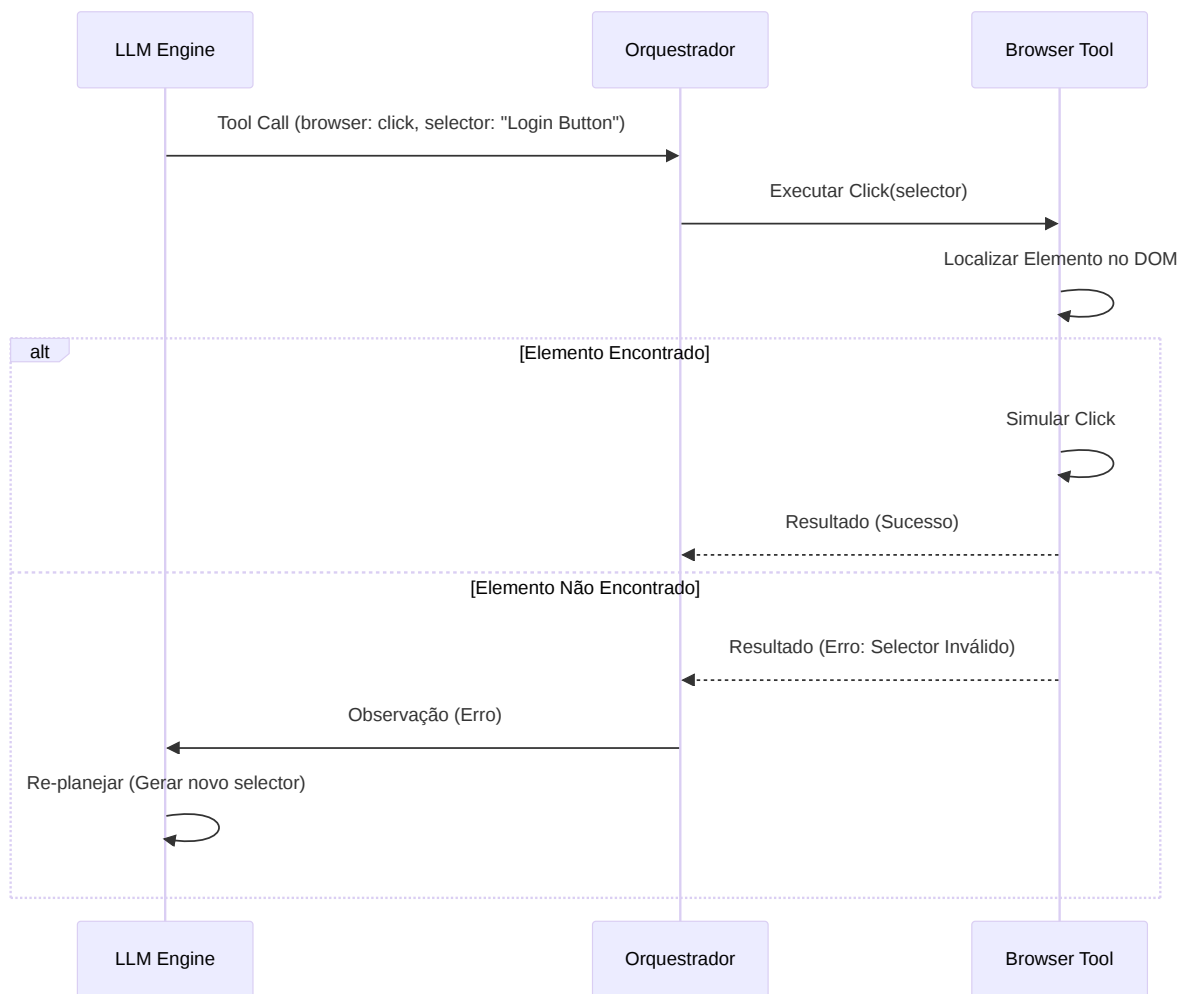 LLM Engine
Orquestrador
Browser Tool
Tool Call (browser: click, selector: "Login Button")
Executar Click(selector)
Localizar Elemento no DOM
alt
[Elemento Encontrado]
Simular Click
Resultado (Sucesso)
[Elemento Não Encontrado]
Resultado (Erro: Selector Inválido)
Observação (Erro)
Re-planejar (Gerar novo selector)
LLM Engine
Orquestrador
Browser Tool